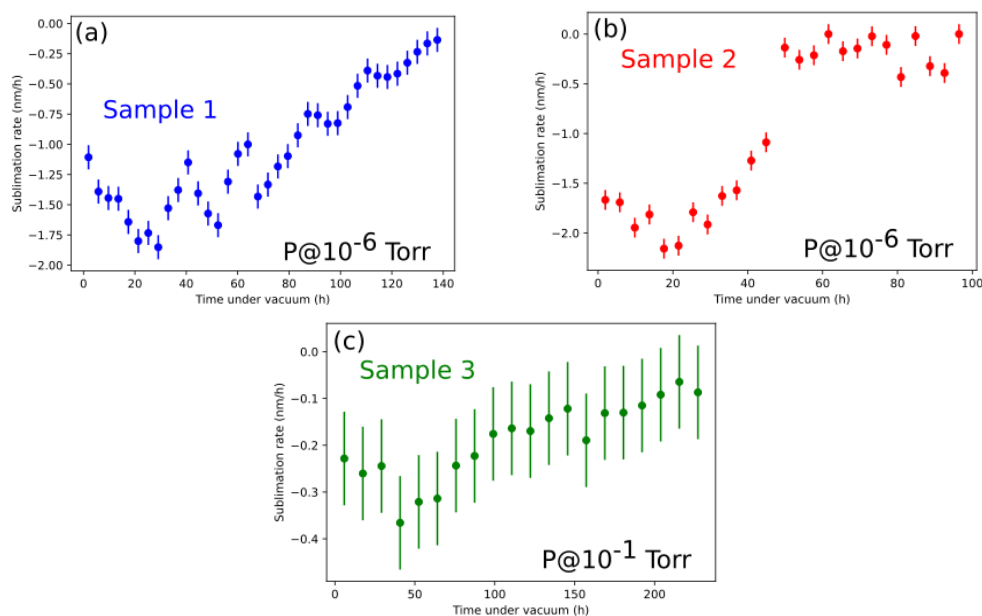 (a)
Sample 1
P@10⁻⁶ Torr
Sublimation rate (nm/h)
0.00
−0.25
−0.50
−0.75
−1.00
−1.25
−1.50
−1.75
−2.00
0 20 40 60 80 100 120 140
Time under vacuum (h)
(b)
Sample 2
P@10⁻⁶ Torr
Sublimation rate (nm/h)
0.0
−0.5
−1.0
−1.5
−2.0
0 20 40 60 80 100
Time under vacuum (h)
(c)
Sample 3
P@10⁻¹ Torr
Sublimation rate (nm/h)
0.0
−0.1
−0.2
−0.3
−0.4
0 50 100 150 200
Time under vacuum (h)